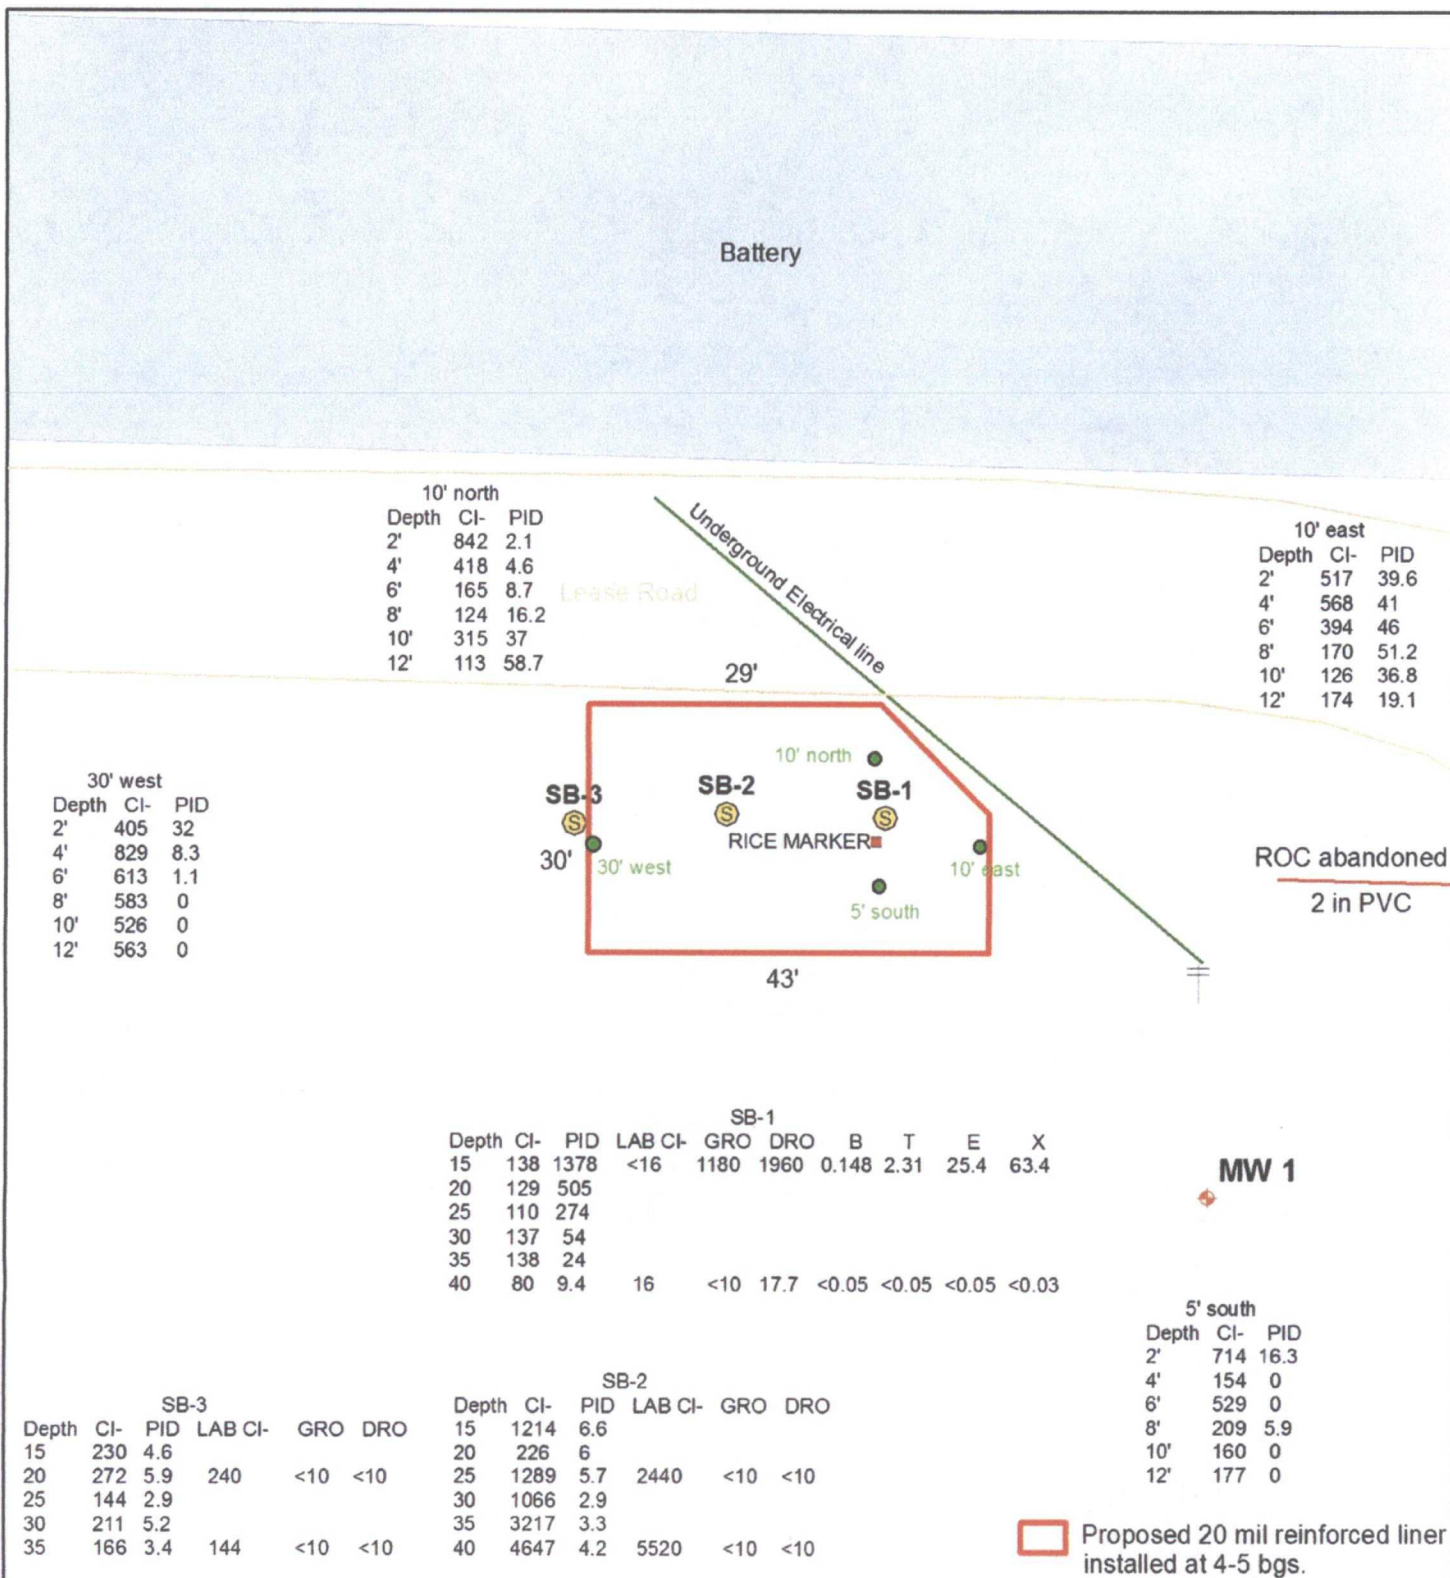 Battery
10' north
Depth Cl- PID
2' 842 2.1
4' 418 4.6
6' 165 8.7
8' 124 16.2
10' 315 37
12' 113 58.7
Lease Road
Underground Electrical line
10' east
Depth Cl- PID
2' 517 39.6
4' 568 41
6' 394 46
8' 170 51.2
10' 126 36.8
12' 174 19.1
29'
10' north
30' west
Depth Cl- PID
2' 405 32
4' 829 8.3
6' 613 1.1
8' 583 0
10' 526 0
12' 563 0
SB-3
SB-2
SB-1
S
S
S
RICE MARKER
30'
30' west
10' east
5' south
43'
ROC abandoned
2 in PVC
SB-1
Depth Cl- PID LAB Cl- GRO DRO B T E X
15 138 1378 <16 1180 1960 0.148 2.31 25.4 63.4
20 129 505
25 110 274
30 137 54
35 138 24
40 80 9.4 16 <10 17.7 <0.05 <0.05 <0.05 <0.03
MW 1
5' south
Depth Cl- PID
2' 714 16.3
4' 154 0
6' 529 0
8' 209 5.9
10' 160 0
12' 177 0
SB-3
Depth Cl- PID LAB Cl- GRO DRO
15 230 4.6
20 272 5.9 240 <10 <10
25 144 2.9
30 211 5.2
35 166 3.4 144 <10 <10
SB-2
Depth Cl- PID LAB Cl- GRO DRO
15 1214 6.6
20 226 6
25 1289 5.7 2440 <10 <10
30 1066 2.9
35 3217 3.3
40 4647 4.2 5520 <10 <10
Proposed 20 mil reinforced liner
installed at 4-5 bgs.